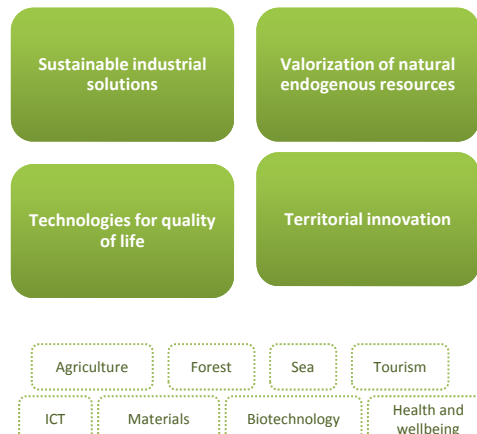 Sustainable industrial
solutions
Valorization of natural
endogenous resources
Technologies for quality
of life
Territorial innovation
Agriculture
Forest
Sea
Tourism
ICT
Materials
Biotechnology
Health and
wellbeing